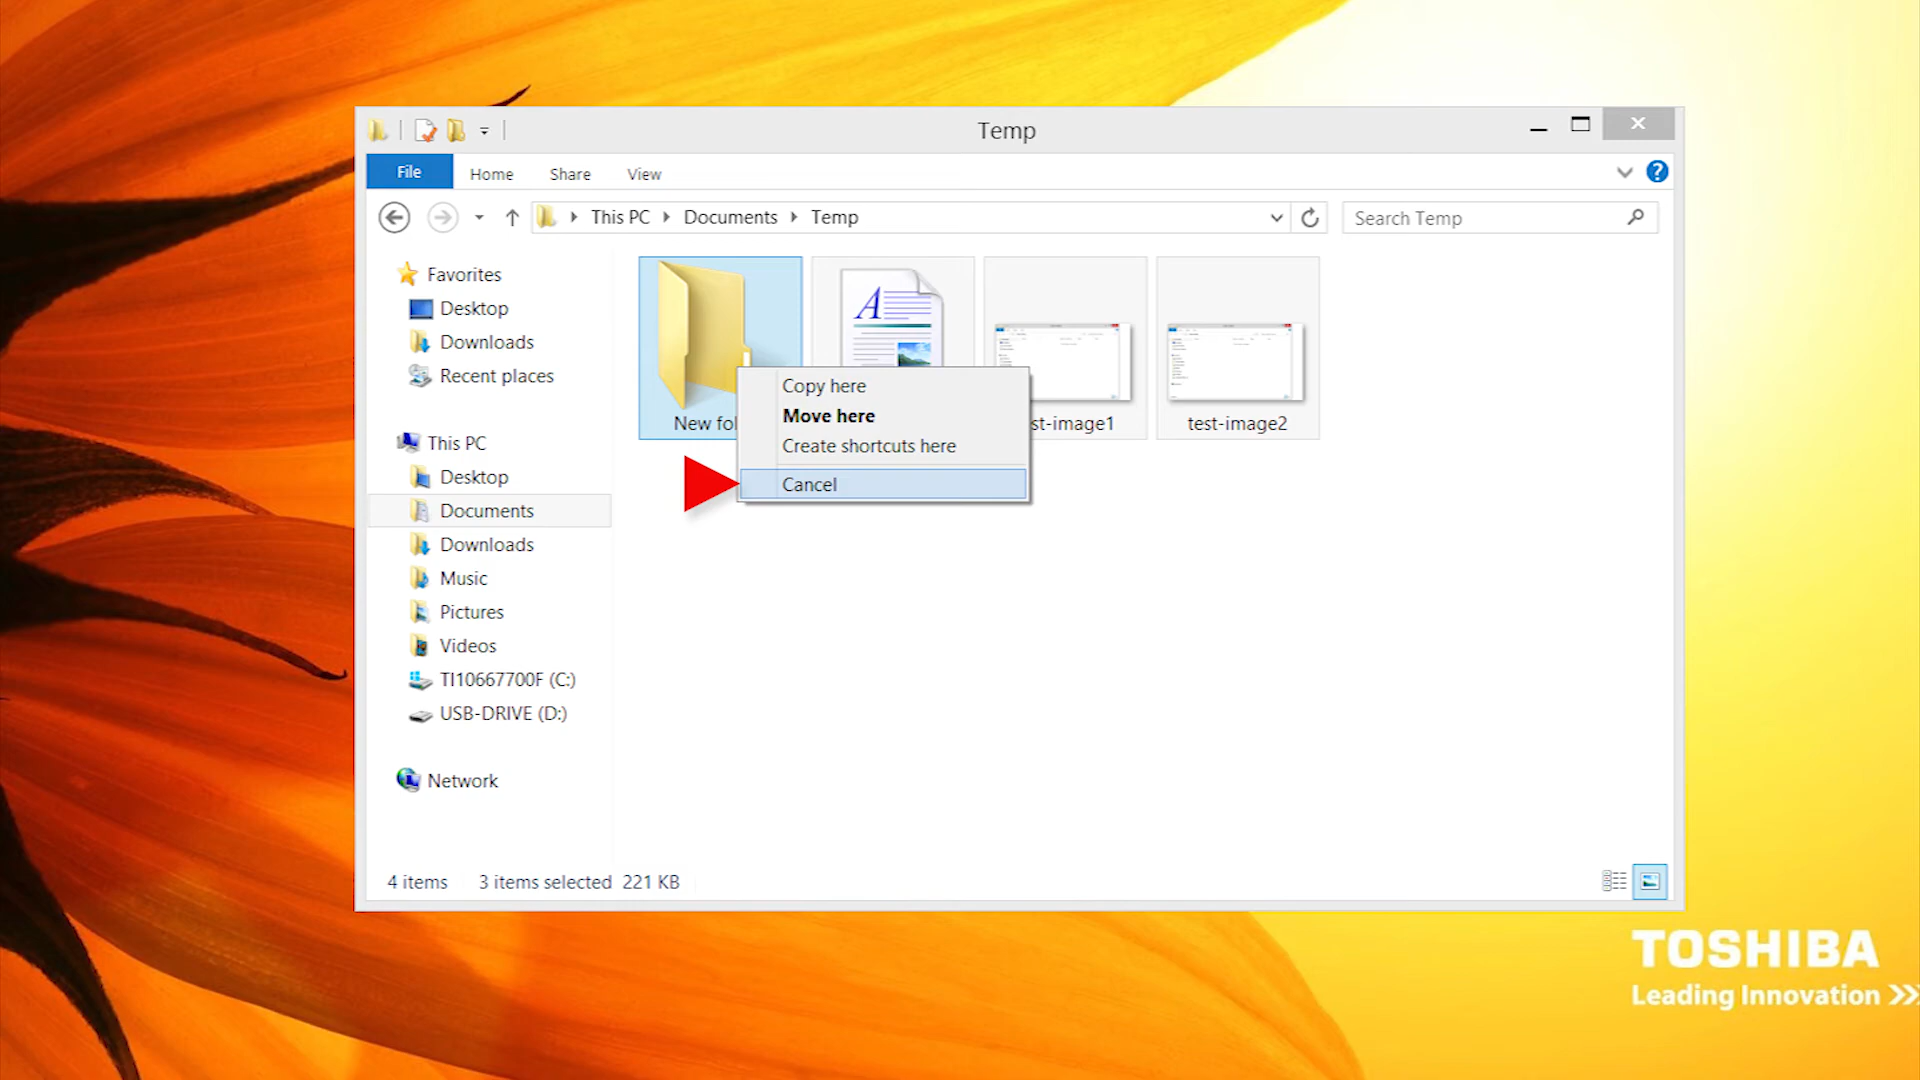 Temp
File
Home
Share
View
This PC
Documents
Temp
Search Temp
Favorites
Desktop
Downloads
Recent places
This PC
Desktop
Documents
Downloads
Music
Pictures
Videos
TI10667700F (C:)
USB-DRIVE (D:)
Network
A
New fol
st-image1
test-image2
Copy here
Move here
Create shortcuts here
Cancel
4 items
3 items selected 221 KB
TOSHIBA
Leading Innovation >>>